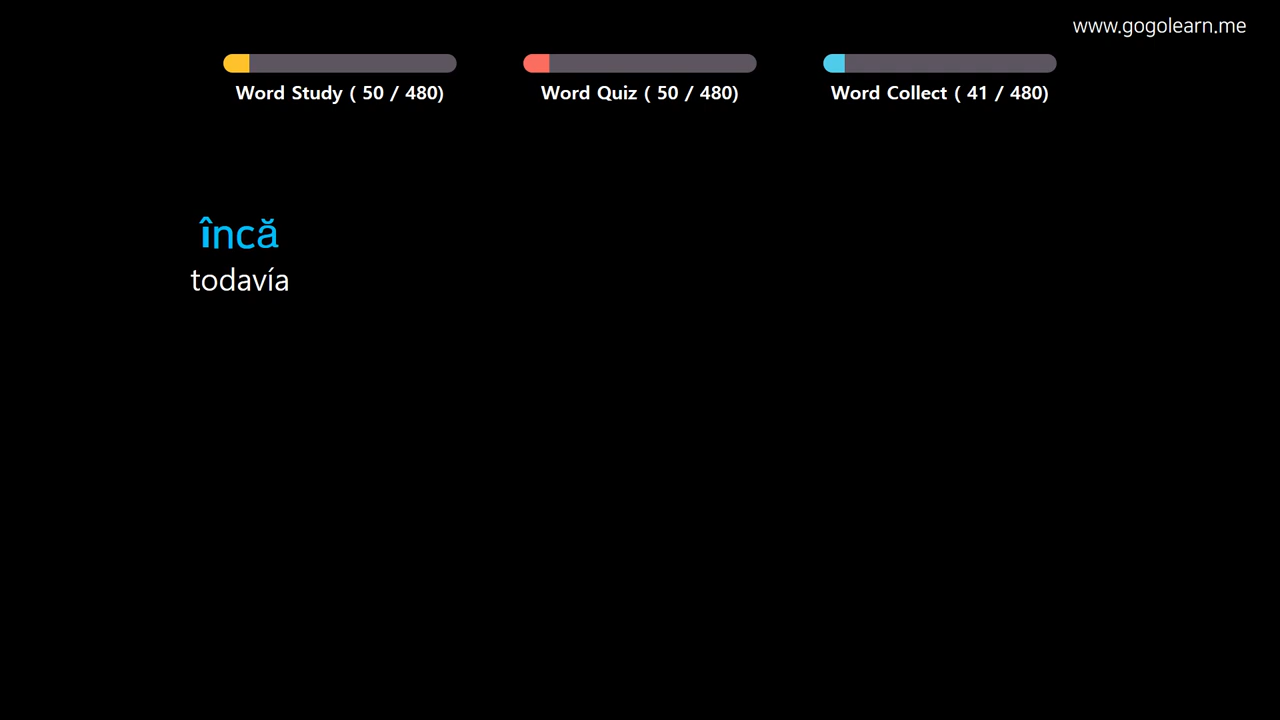 www.gogolearn.me
Word Study ( 50 / 480)
Word Quiz ( 50 / 480)
Word Collect ( 41 / 480)
încă
todavía